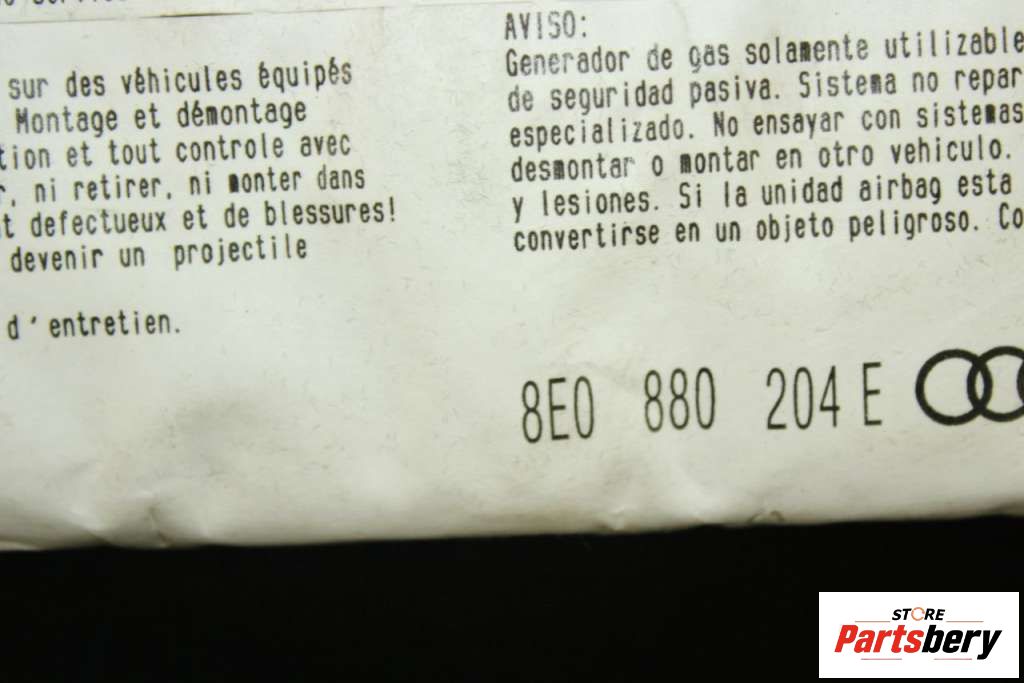 sur des véhicules équipés
Montage et démontage
tion et tout controle avec
ni retirer, ni monter dans
defectueux et de blessures!
devenir un projectile
d'entretien.
AVISO:
Generador de gas solamente utilizable
de seguridad pasiva. Sistema no repar
especializado. No ensayar con sistemas
desmontar o montar en otro vehiculo.
y lesiones. Si la unidad airbag esta
convertirse en un objeto peligroso. Co
8E0 880 204 E
STORE
Partsbery